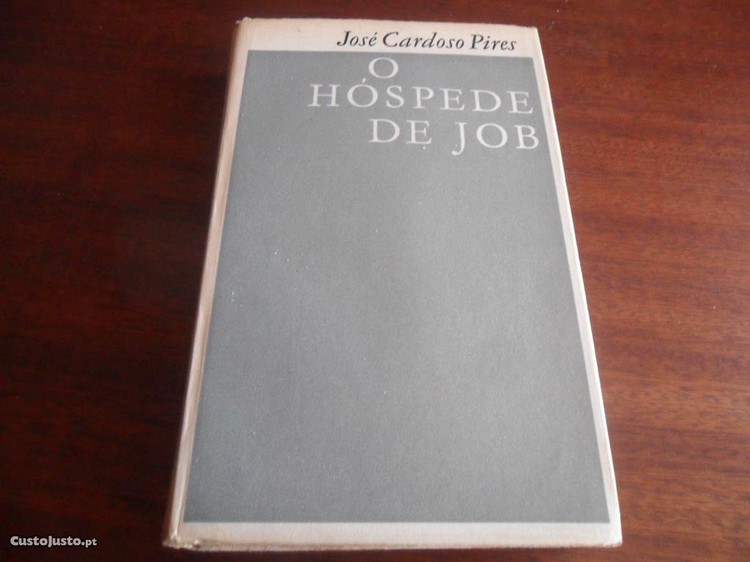 José Cardoso Pires
O
HÓSPEDE
DE JOB
CustoJusto.pt